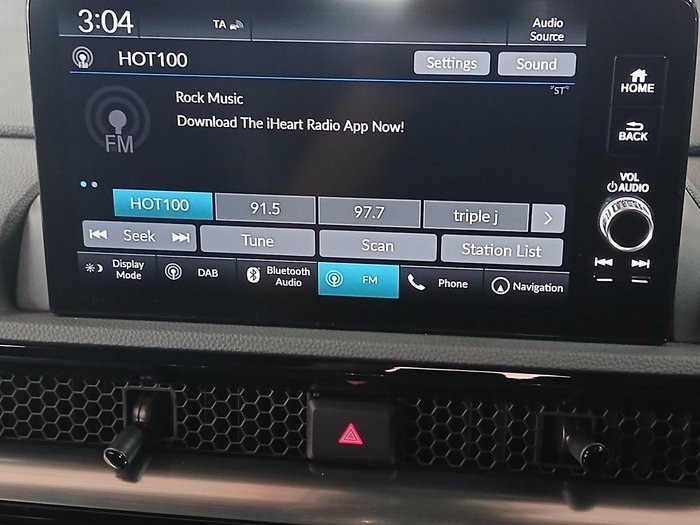 3:04
TA
Audio
Source
FM
HOT100
Settings
Sound
FM
Rock Music
ST
Download The iHeart Radio App Now!
HOME
BACK
VOL
AUDIO
HOT100
91.5
97.7
triple j
Seek
Tune
Scan
Station List
Display
Mode
DAB
Bluetooth
Audio
FM
Phone
Navigation